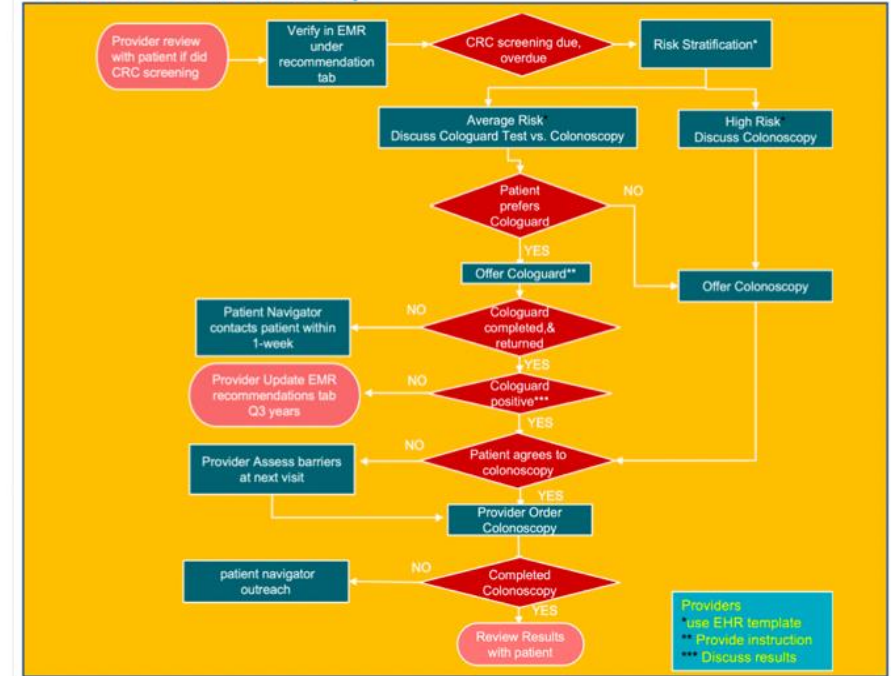 Provider review
with patient if did
CRC screening
Verify in EMR
under
recommendation
tab
CRC screening due,
overdue
Risk Stratification*
Average Risk*
Discuss Cologuard Test vs. Colonoscopy
High Risk*
Discuss Colonoscopy
Patient
prefers
Cologuard
NO
YES
Offer Cologuard**
Offer Colonoscopy
Patient Navigator
contacts patient within
1-week
NO
Cologuard
completed,&
returned
YES
Provider Update EMR
recommendations tab
Q3 years
NO
Cologuard
positive***
YES
Provider Assess barriers
at next visit
NO
Patient agrees to
colonoscopy
YES
Provider Order
Colonoscopy
patient navigator
outreach
NO
Completed
Colonoscopy
YES
Review Results
with patient
Providers
*use EHR template
** Provide instruction
*** Discuss results